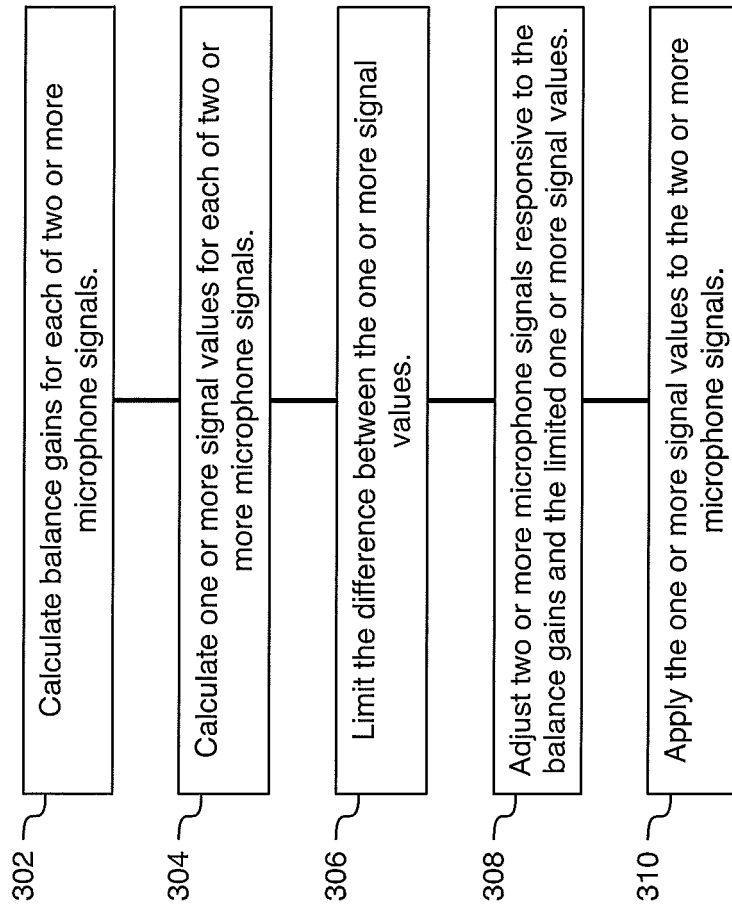 302
Calculate balance gains for each of two or more
microphone signals.
304
Calculate one or more signal values for each of two or
more microphone signals.
306
Limit the difference between the one or more signal
values.
308
Adjust two or more microphone signals responsive to the
balance gains and the limited one or more signal values.
310
Apply the one or more signal values to the two or more
microphone signals.